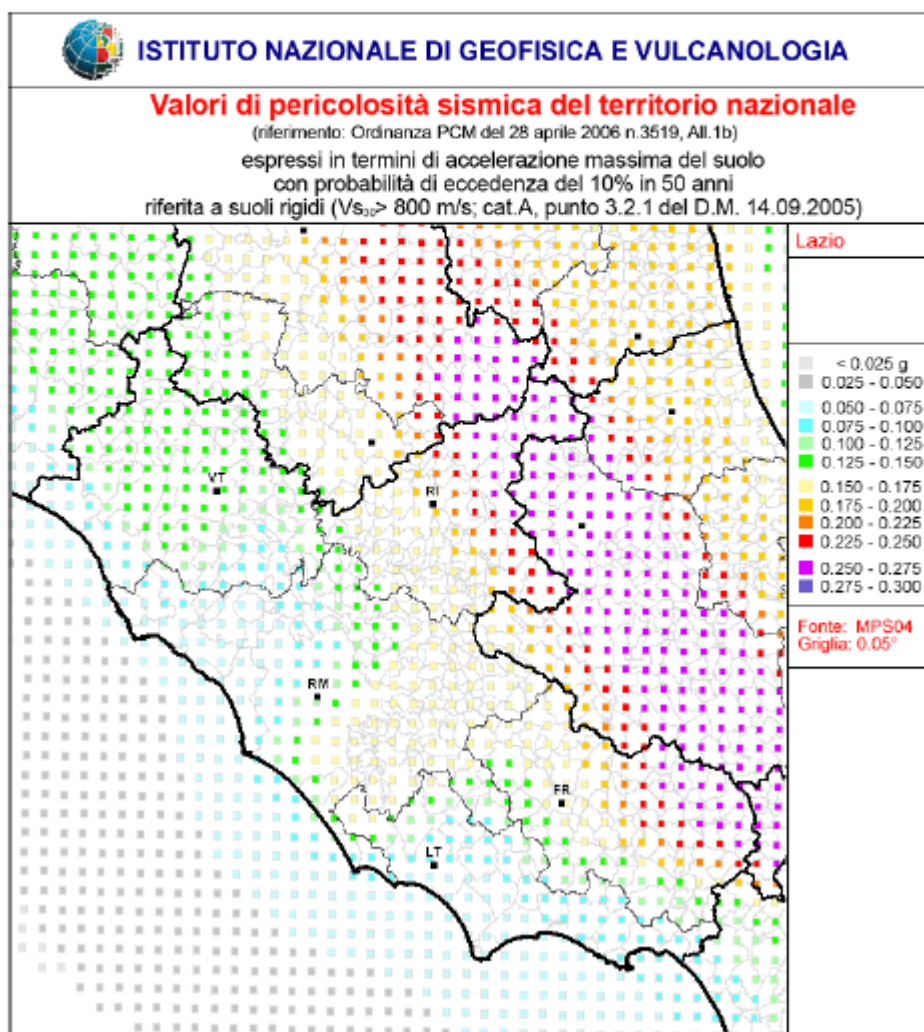 ISTITUTO NAZIONALE DI GEOFISICA E VULCANOLOGIA
Valori di pericolosità sismica del territorio nazionale
(riferimento: Ordinanza PCM del 28 aprile 2006 n.3519, All.1b)
espressi in termini di accelerazione massima del suolo
con probabilità di eccedenza del 10% in 50 anni
riferita a suoli rigidi (Vs₃₀> 800 m/s; cat.A, punto 3.2.1 del D.M. 14.09.2005)
Lazio
< 0.025 g
0.025 - 0.050
0.050 - 0.075
0.075 - 0.100
0.100 - 0.125
0.125 - 0.150
0.150 - 0.175
0.175 - 0.200
0.200 - 0.225
0.225 - 0.250
0.250 - 0.275
0.275 - 0.300
Fonte: MPS04
Griglia: 0.05°
VT
RI
RM
FR
LT